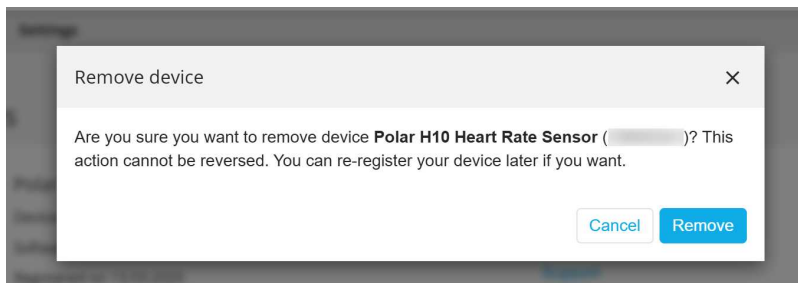 Settings
Remove device
Are you sure you want to remove device Polar H10 Heart Rate Sensor ( )? This
action cannot be reversed. You can re-register your device later if you want.
Cancel Remove